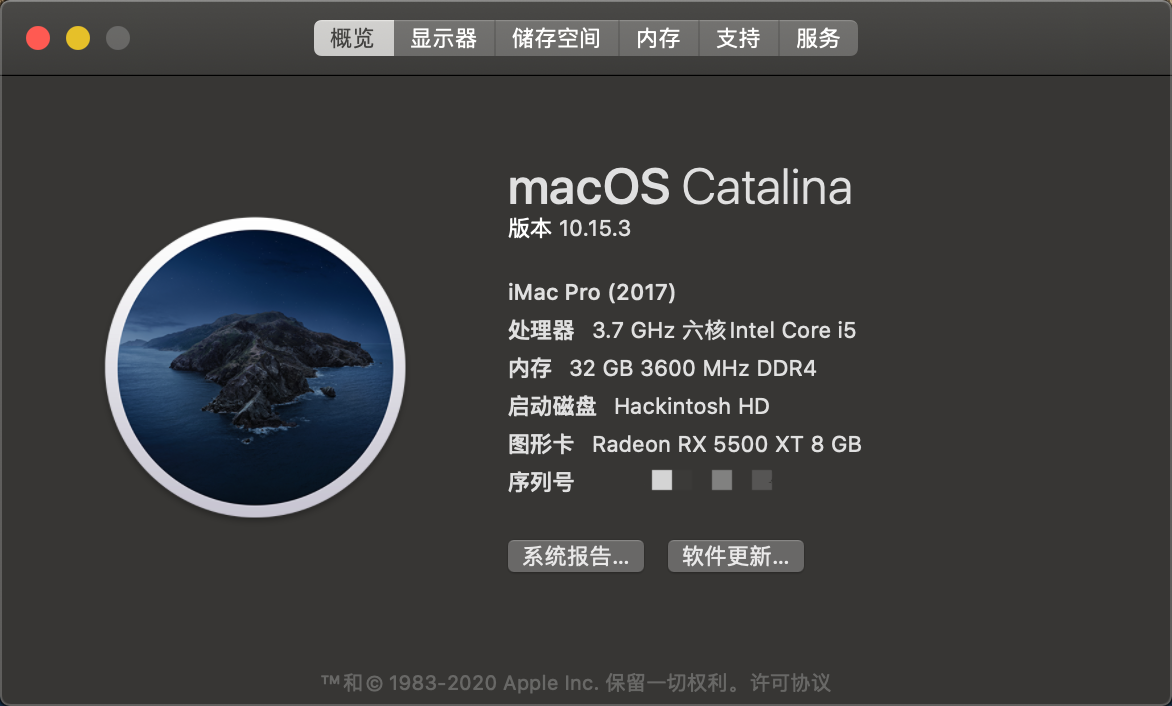 概览 显示器 储存空间 内存 支持 服务
macOS Catalina
版本 10.15.3
iMac Pro (2017)
处理器 3.7 GHz 六核Intel Core i5
内存 32 GB 3600 MHz DDR4
启动磁盘 Hackintosh HD
图形卡 Radeon RX 5500 XT 8 GB
序列号
系统报告... 软件更新...
™和© 1983-2020 Apple Inc. 保留一切权利。许可协议